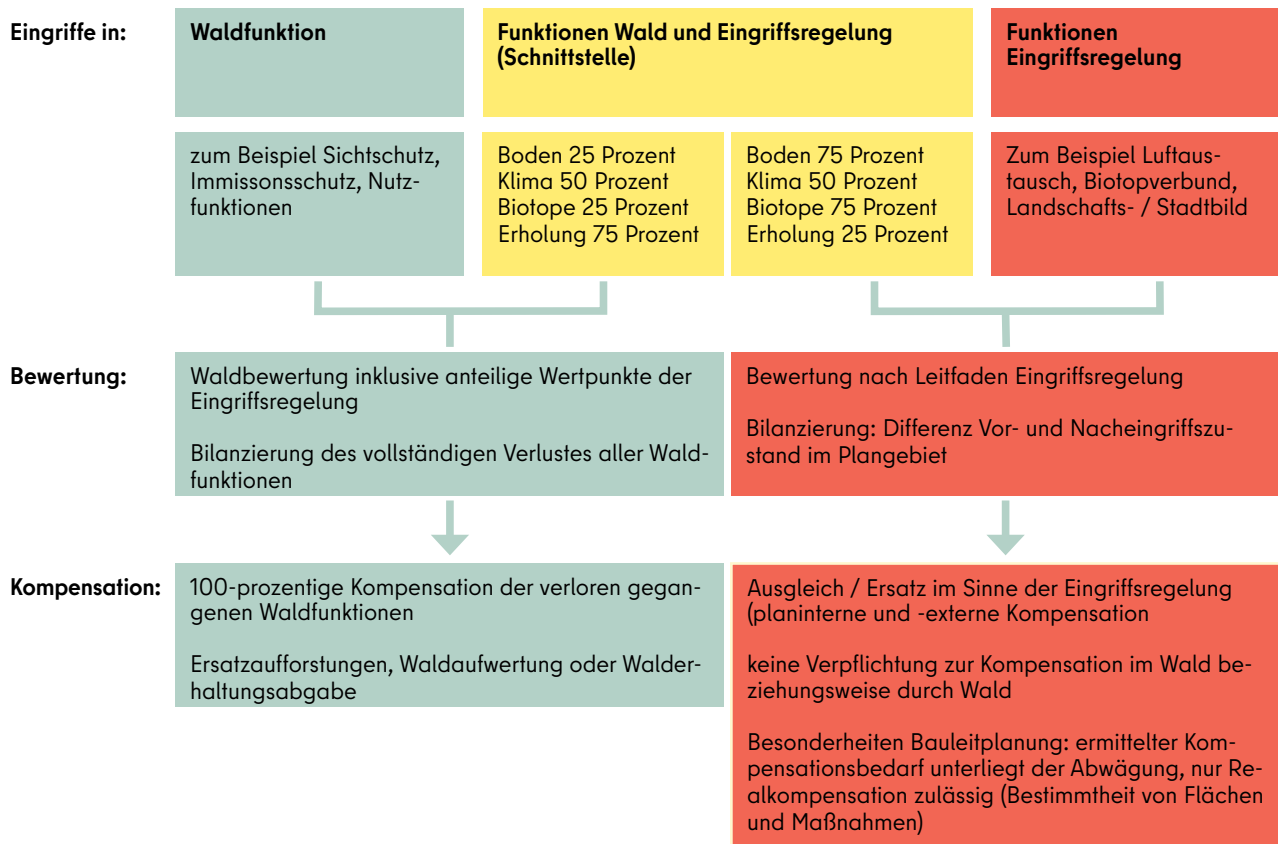 Eingriffe in:
Waldfunktion
Funktionen Wald und Eingriffsregelung
(Schnittstelle)
Funktionen
Eingriffsregelung
zum Beispiel Sichtschutz,
Immissonsschutz, Nutz-
funktionen
Boden 25 Prozent
Klima 50 Prozent
Biotope 25 Prozent
Erholung 75 Prozent
Boden 75 Prozent
Klima 50 Prozent
Biotope 75 Prozent
Erholung 25 Prozent
Zum Beispiel Luftaus-
tausch, Biotopverbund,
Landschafts- / Stadtbild
Bewertung:
Waldbewertung inklusive anteilige Wertpunkte der
Eingriffsregelung
Bilanzierung des vollständigen Verlustes aller Wald-
funktionen
Bewertung nach Leitfaden Eingriffsregelung
Bilanzierung: Differenz Vor- und Nacheingriffszu-
stand im Plangebiet
Kompensation:
100-prozentige Kompensation der verloren gegan-
genen Waldfunktionen
Ersatzaufforstungen, Waldaufwertung oder Walder-
haltungsabgabe
Ausgleich / Ersatz im Sinne der Eingriffsregelung
(planinterne und -externe Kompensation
keine Verpflichtung zur Kompensation im Wald be-
ziehungsweise durch Wald
Besonderheiten Bauleitplanung: ermittelter Kom-
pensationsbedarf unterliegt der Abwägung, nur Re-
alkompensation zulässig (Bestimmtheit von Flächen
und Maßnahmen)